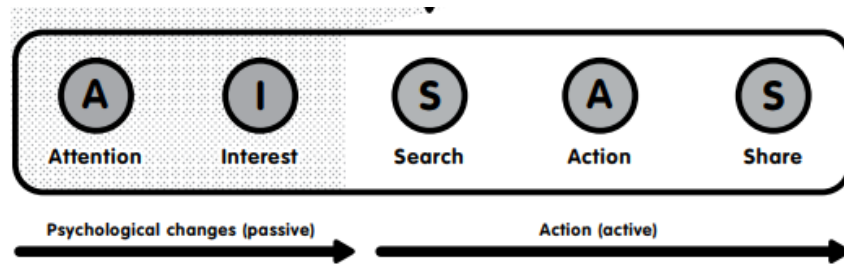 A I S A S
Attention Interest Search Action Share
Psychological changes (passive) Action (active)